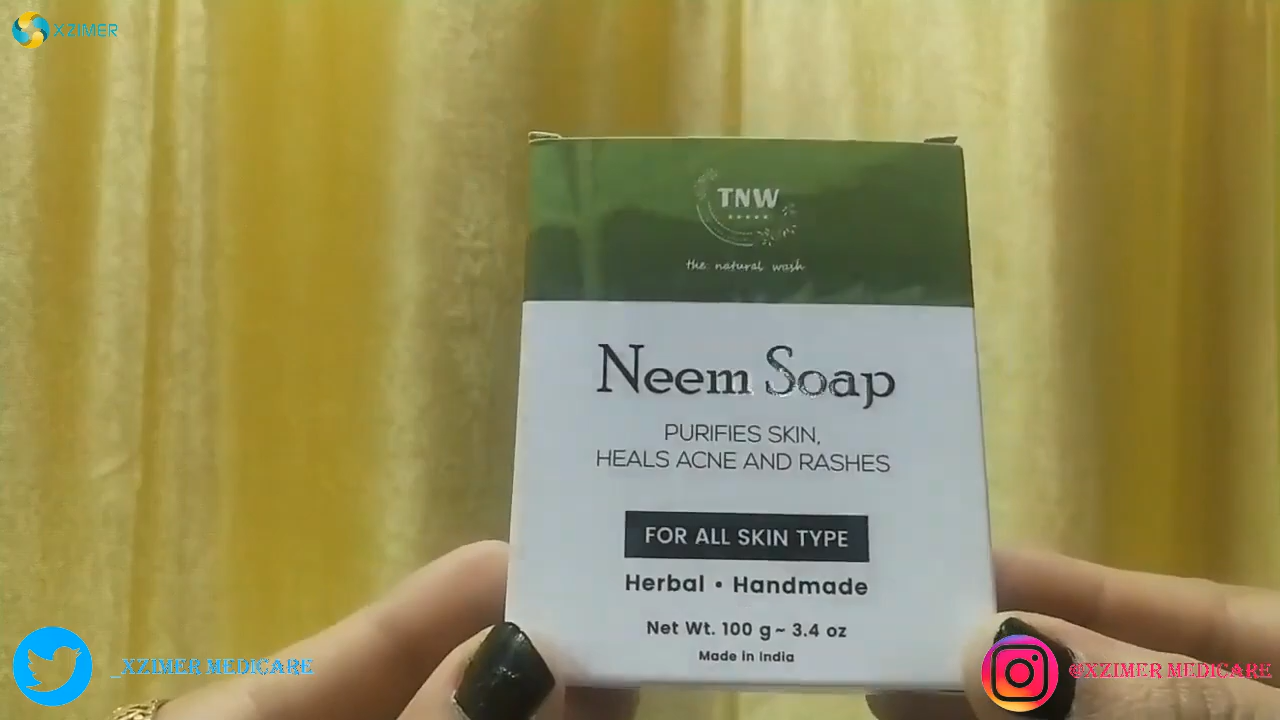 XZIMER
TNW
the natural wash
Neem Soap
PURIFIES SKIN,
HEALS ACNE AND RASHES
FOR ALL SKIN TYPE
Herbal • Handmade
Net Wt. 100 g ~ 3.4 oz
Made in India
_XZIMER MEDICARE
@XZIMER MEDICARE